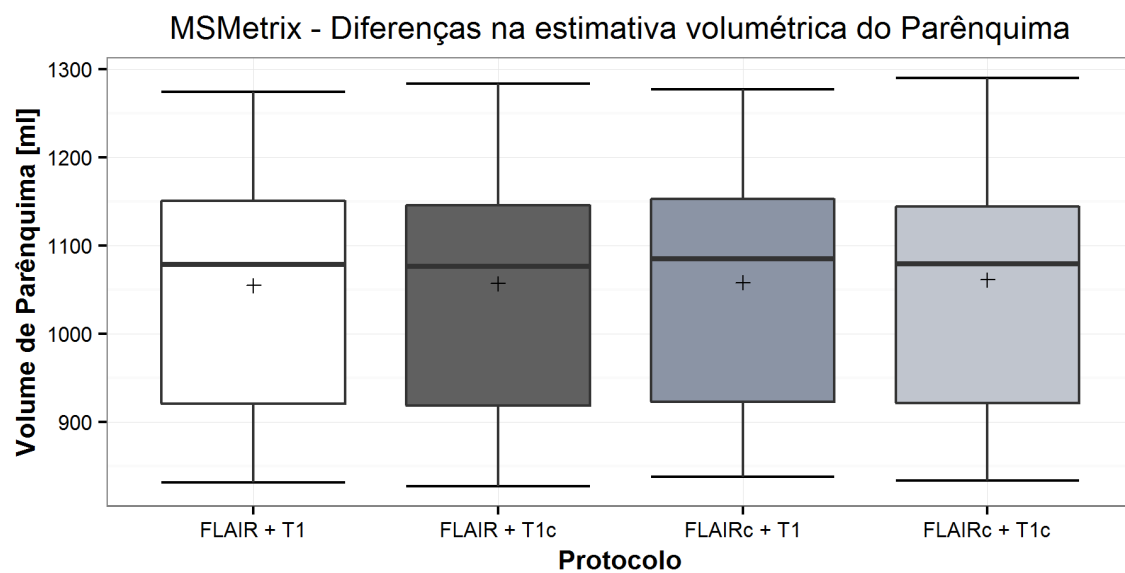 MSMetrix - Diferenças na estimativa volumétrica do Parênquima
Volume de Parênquima [ml]
1300
1200
1100
1000
900
FLAIR + T1
FLAIR + T1c
FLAIRc + T1
FLAIRc + T1c
Protocolo